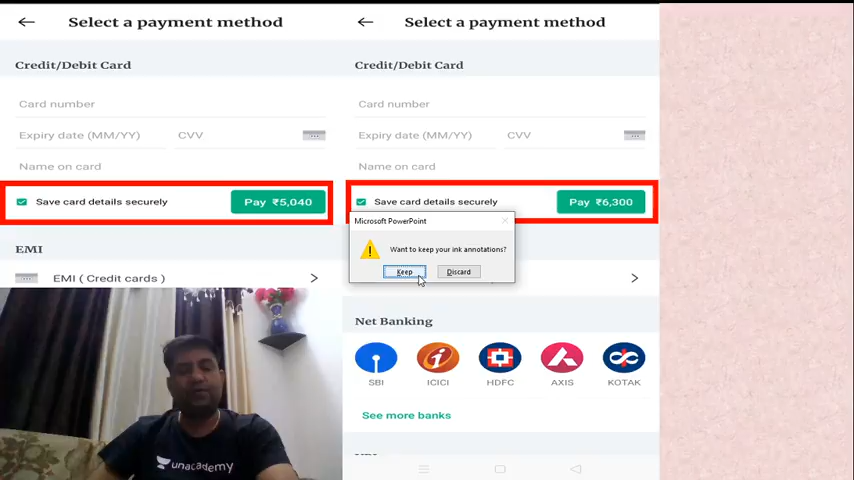 Select a payment method
Credit/Debit Card
Card number
Expiry date (MM/YY) CVV
Name on card
Save card details securely Pay ₹5,040
EMI
EMI ( Credit cards )
unacademy
Select a payment method
Credit/Debit Card
Card number
Expiry date (MM/YY) CVV
Name on card
Save card details securely Pay ₹6,300
Microsoft PowerPoint
Want to keep your ink annotations?
Keep Discard
Net Banking
SBI ICICI HDFC AXIS KOTAK
See more banks